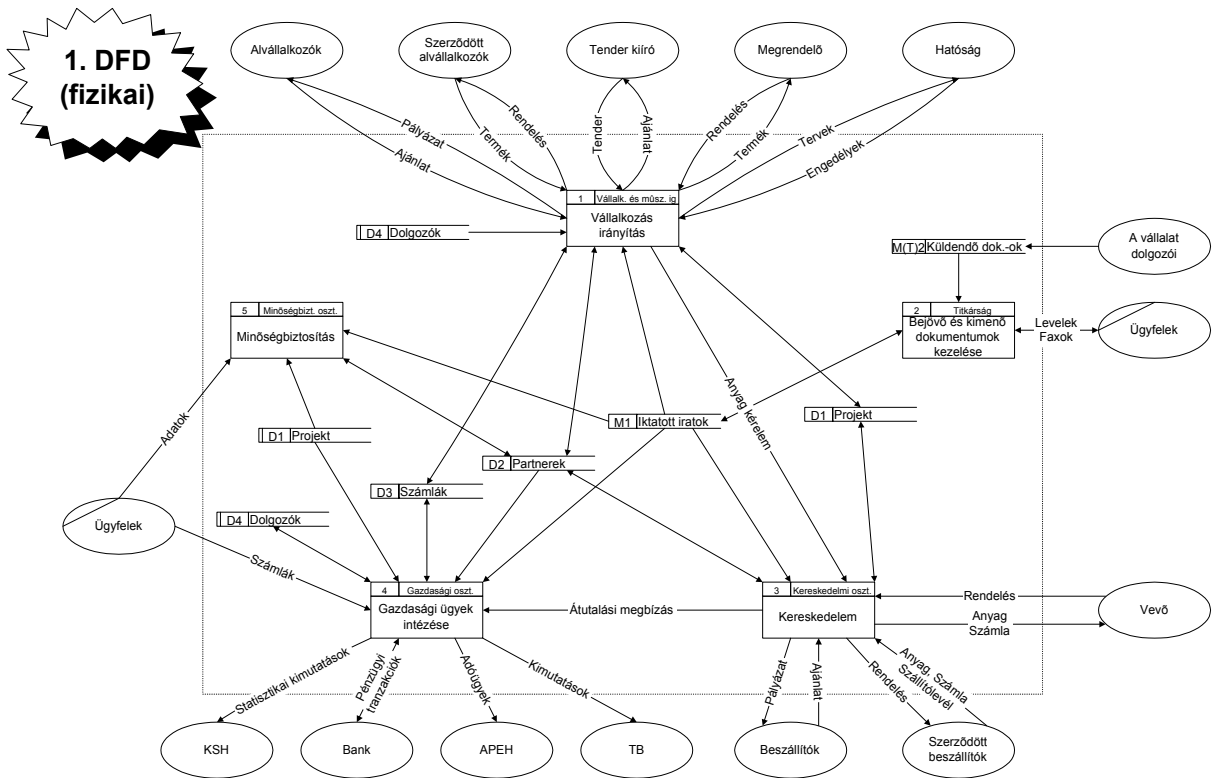 1. DFD
(fizikai)
Alvállalkozók
Szerződött
alvállalkozók
Tender kiíró
Megrendelő
Hatóság
Pályázat
Ajánlat
Rendelés
Termék
Tender
Ajánlat
Rendelés
Termék
Tervek
Engedélyek
1 Vállalk. és műsz. ig
Vállalkozás
irányítás
D4 Dolgozók
M(T)2 Küldendő dok.-ok
A vállalat
dolgozói
5 Minőségbizt. oszt.
Minőségbiztosítás
2 Titkárság
Bejövő és kimenő
dokumentumok
kezelése
Levelek
Faxok
Ügyfelek
Adatok
Anyag kérelem
M1 Iktatott iratok
D1 Projekt
D1 Projekt
D2 Partnerek
D3 Számlák
Ügyfelek
D4 Dolgozók
Számlák
4 Gazdasági oszt.
Gazdasági ügyek
intézése
Átutalási megbízás
3 Kereskedelmi oszt.
Kereskedelem
Rendelés
Anyag
Számla
Vevő
Statisztikai kimutatások
Pénzügyi
tranzakciók
Adóügyek
Kimutatások
Pályázat
Ajánlat
Rendelés
Anyag, Számla
Szállítólevél
KSH
Bank
APEH
TB
Beszállítók
Szerződött
beszállítók